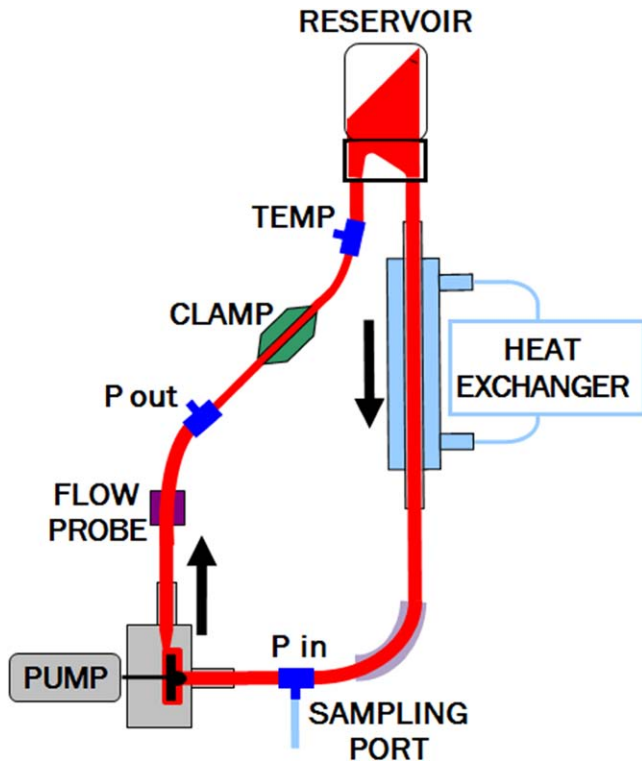 RESERVOIR
TEMP
CLAMP
HEAT
EXCHANGER
P out
FLOW
PROBE
P in
PUMP
SAMPLING
PORT